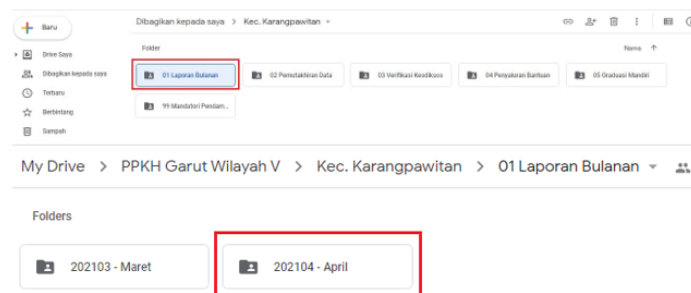 Baru
Dibagikan kepada saya > Kec. Karangpawitan
Folder
Nama
Drive Saya
Dibagikan kepada saya
Terbaru
Berbintang
Sampah
01 Laporan Bulanan
02 Pemutakhiran Data
03 Verifikasi Kesdiksos
04 Penyaluran Bantuan
05 Graduasi Mandiri
99 Mandatori Pendam...
My Drive > PPKH Garut Wilayah V > Kec. Karangpawitan > 01 Laporan Bulanan
Folders
202103 - Maret
202104 - April